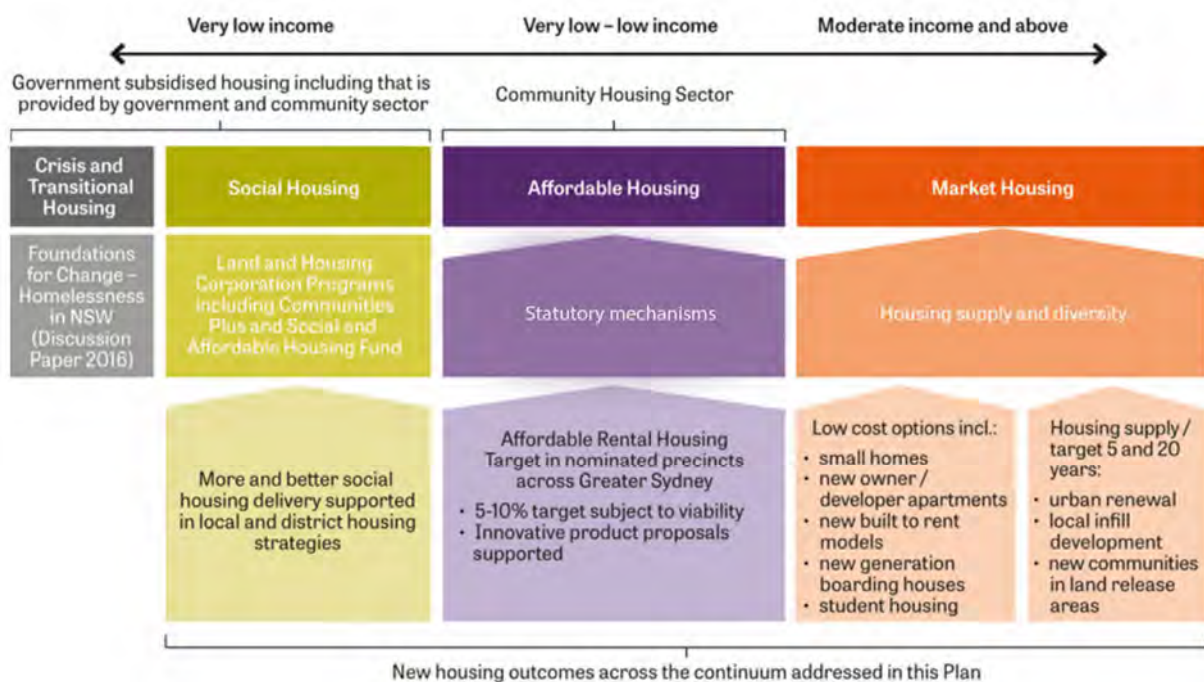 Very low income
Very low – low income
Moderate income and above
Government subsidised housing including that is
provided by government and community sector
Community Housing Sector
Crisis and
Transitional
Housing
Social Housing
Affordable Housing
Market Housing
Foundations
for Change –
Homelessness
in NSW
(Discussion
Paper 2016)
Land and Housing
Corporation Programs
including Communities
Plus and Social and
Affordable Housing Fund
Statutory mechanisms
Housing supply and diversity
More and better social
housing delivery supported
in local and district housing
strategies
Affordable Rental Housing
Target in nominated precincts
across Greater Sydney
• 5-10% target subject to viability
• Innovative product proposals
supported
Low cost options incl.:
• small homes
• new owner /
developer apartments
• new built to rent
models
• new generation
boarding houses
• student housing
Housing supply /
target 5 and 20
years:
• urban renewal
• local infill
development
• new communities
in land release
areas
New housing outcomes across the continuum addressed in this Plan